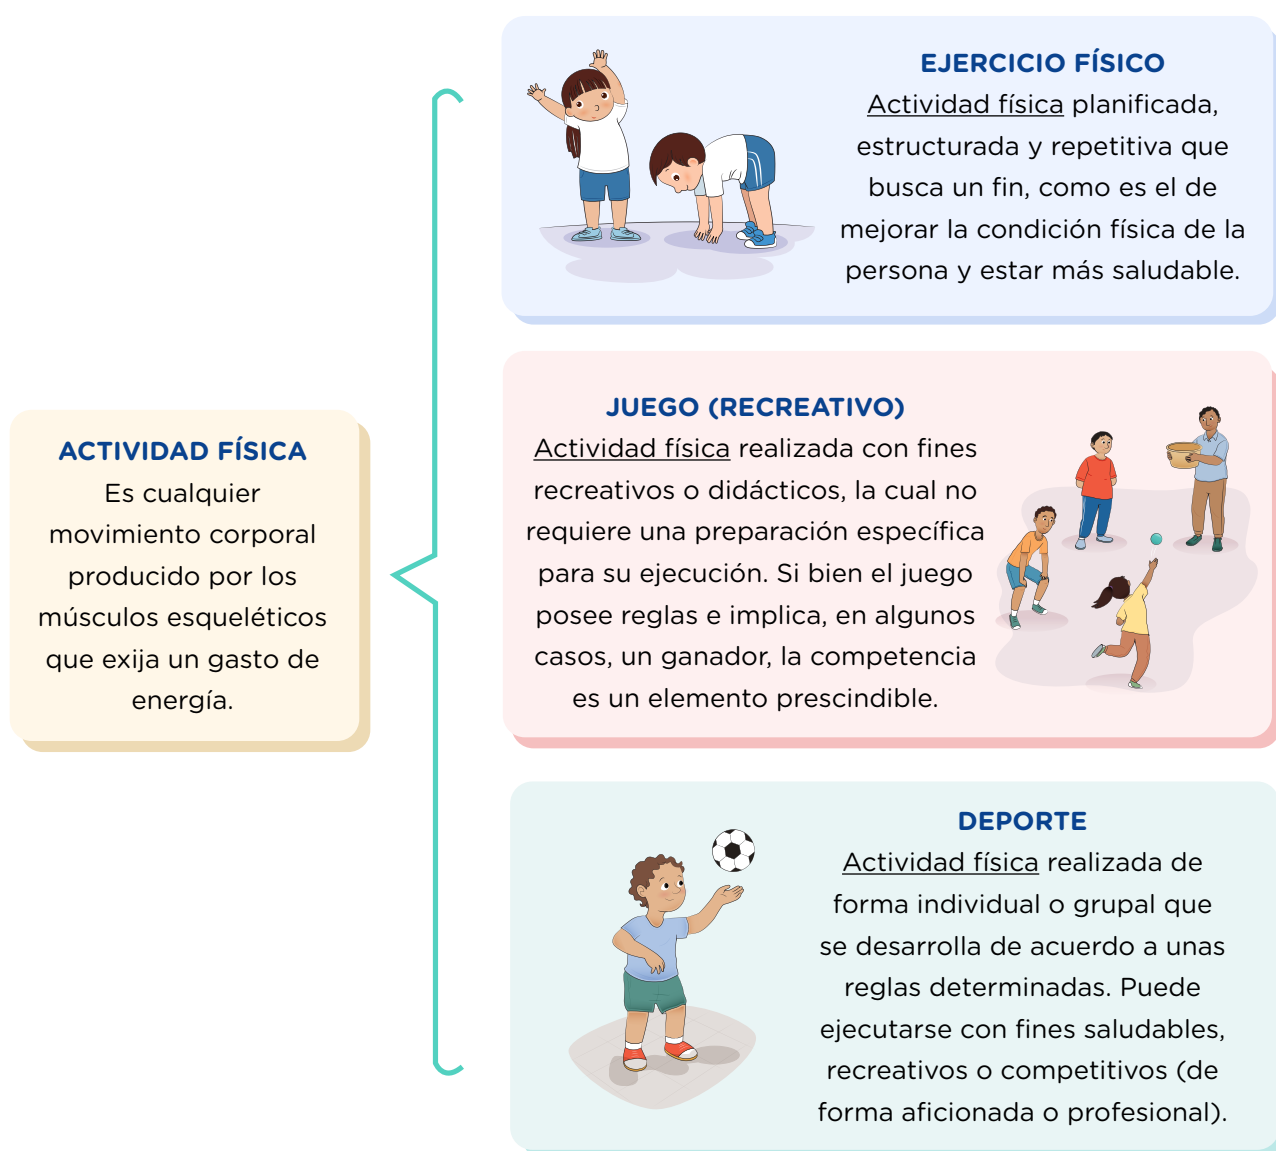 ACTIVIDAD FÍSICA
Es cualquier
movimiento corporal
producido por los
músculos esqueléticos
que exija un gasto de
energía.
EJERCICIO FÍSICO
Actividad física planificada,
estructurada y repetitiva que
busca un fin, como es el de
mejorar la condición física de la
persona y estar más saludable.
JUEGO (RECREATIVO)
Actividad física realizada con fines
recreativos o didácticos, la cual no
requiere una preparación específica
para su ejecución. Si bien el juego
posee reglas e implica, en algunos
casos, un ganador, la competencia
es un elemento prescindible.
DEPORTE
Actividad física realizada de
forma individual o grupal que
se desarrolla de acuerdo a unas
reglas determinadas. Puede
ejecutarse con fines saludables,
recreativos o competitivos (de
forma aficionada o profesional).